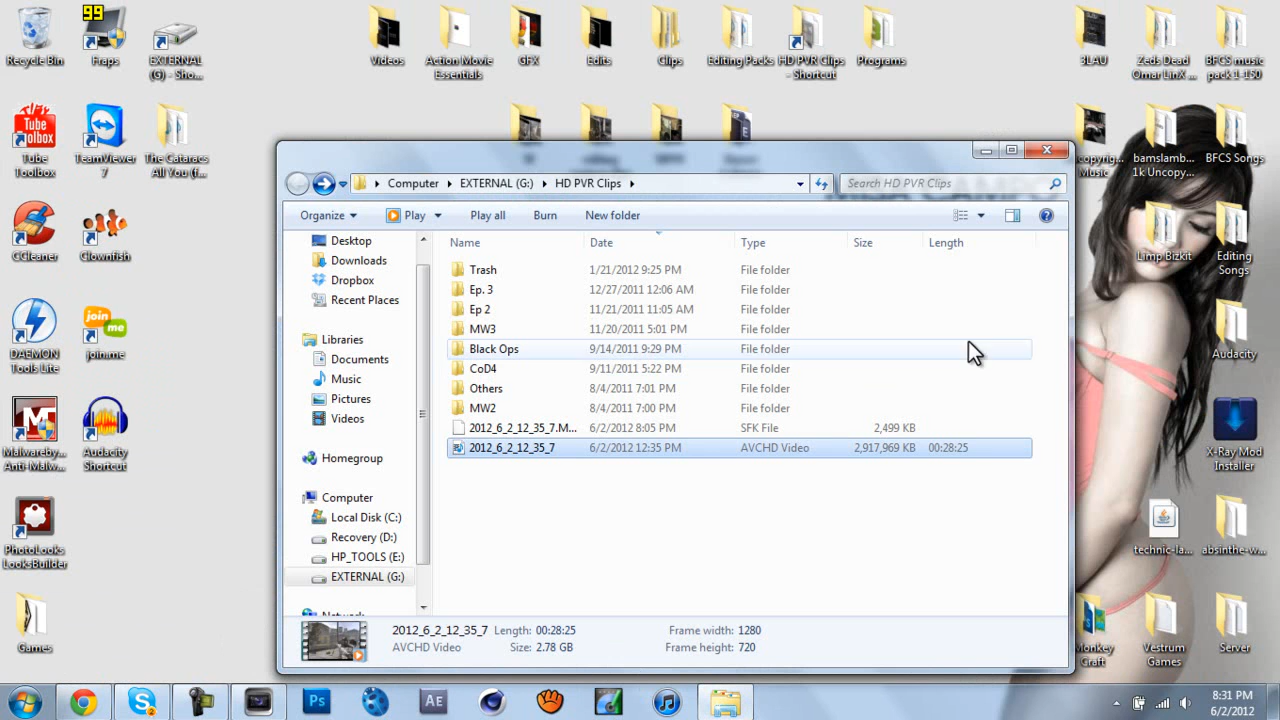 99
Recycle Bin
Fraps
EXTERNAL
(G) - Sho...
Videos
Action Movie
Essentials
GFX
Edits
Clips
Editing Packs
HD PVR Clips
- Shortcut
Programs
3LAU
Zeds Dead
Omar LinX ...
BFCS music
pack 1-150
Tube
Toolbox
TeamViewer
7
The Cataracs
All You (f...
Music
bamslamb...
1k Uncopy...
BFCS Songs
CCleaner
Clownfish
Limp Bizkit
Editing
Songs
DAEMON
Tools Lite
join.me
Audacity
Malwareby...
Anti-Malw...
Audacity
Shortcut
X-Ray Mod
Installer
PhotoLooks
LooksBuilder
technic-la...
absinthe-w...
Games
Monkey
Craft
Vestrum
Games
Server
Computer
EXTERNAL (G:)
HD PVR Clips
Search HD PVR Clips
Organize
Play
Play all
Burn
New folder
Name Date Type Size Length
Trash 1/21/2012 9:25 PM File folder
Ep. 3 12/27/2011 12:06 AM File folder
Ep 2 11/21/2011 11:05 AM File folder
MW3 11/20/2011 5:01 PM File folder
Black Ops 9/14/2011 9:29 PM File folder
CoD4 9/11/2011 5:22 PM File folder
Others 8/4/2011 7:01 PM File folder
MW2 8/4/2011 7:00 PM File folder
2012_6_2_12_35_7.M... 6/2/2012 8:05 PM SFK File 2,499 KB
2012_6_2_12_35_7 6/2/2012 12:35 PM AVCHD Video 2,917,969 KB 00:28:25
Desktop
Downloads
Dropbox
Recent Places
Libraries
Documents
Music
Pictures
Videos
Homegroup
Computer
Local Disk (C:)
Recovery (D:)
HP_TOOLS (E:)
EXTERNAL (G:)
Network
2012_6_2_12_35_7 Length: 00:28:25 Frame width: 1280
AVCHD Video Size: 2.78 GB Frame height: 720
Ps
Ae
8:31 PM
6/2/2012